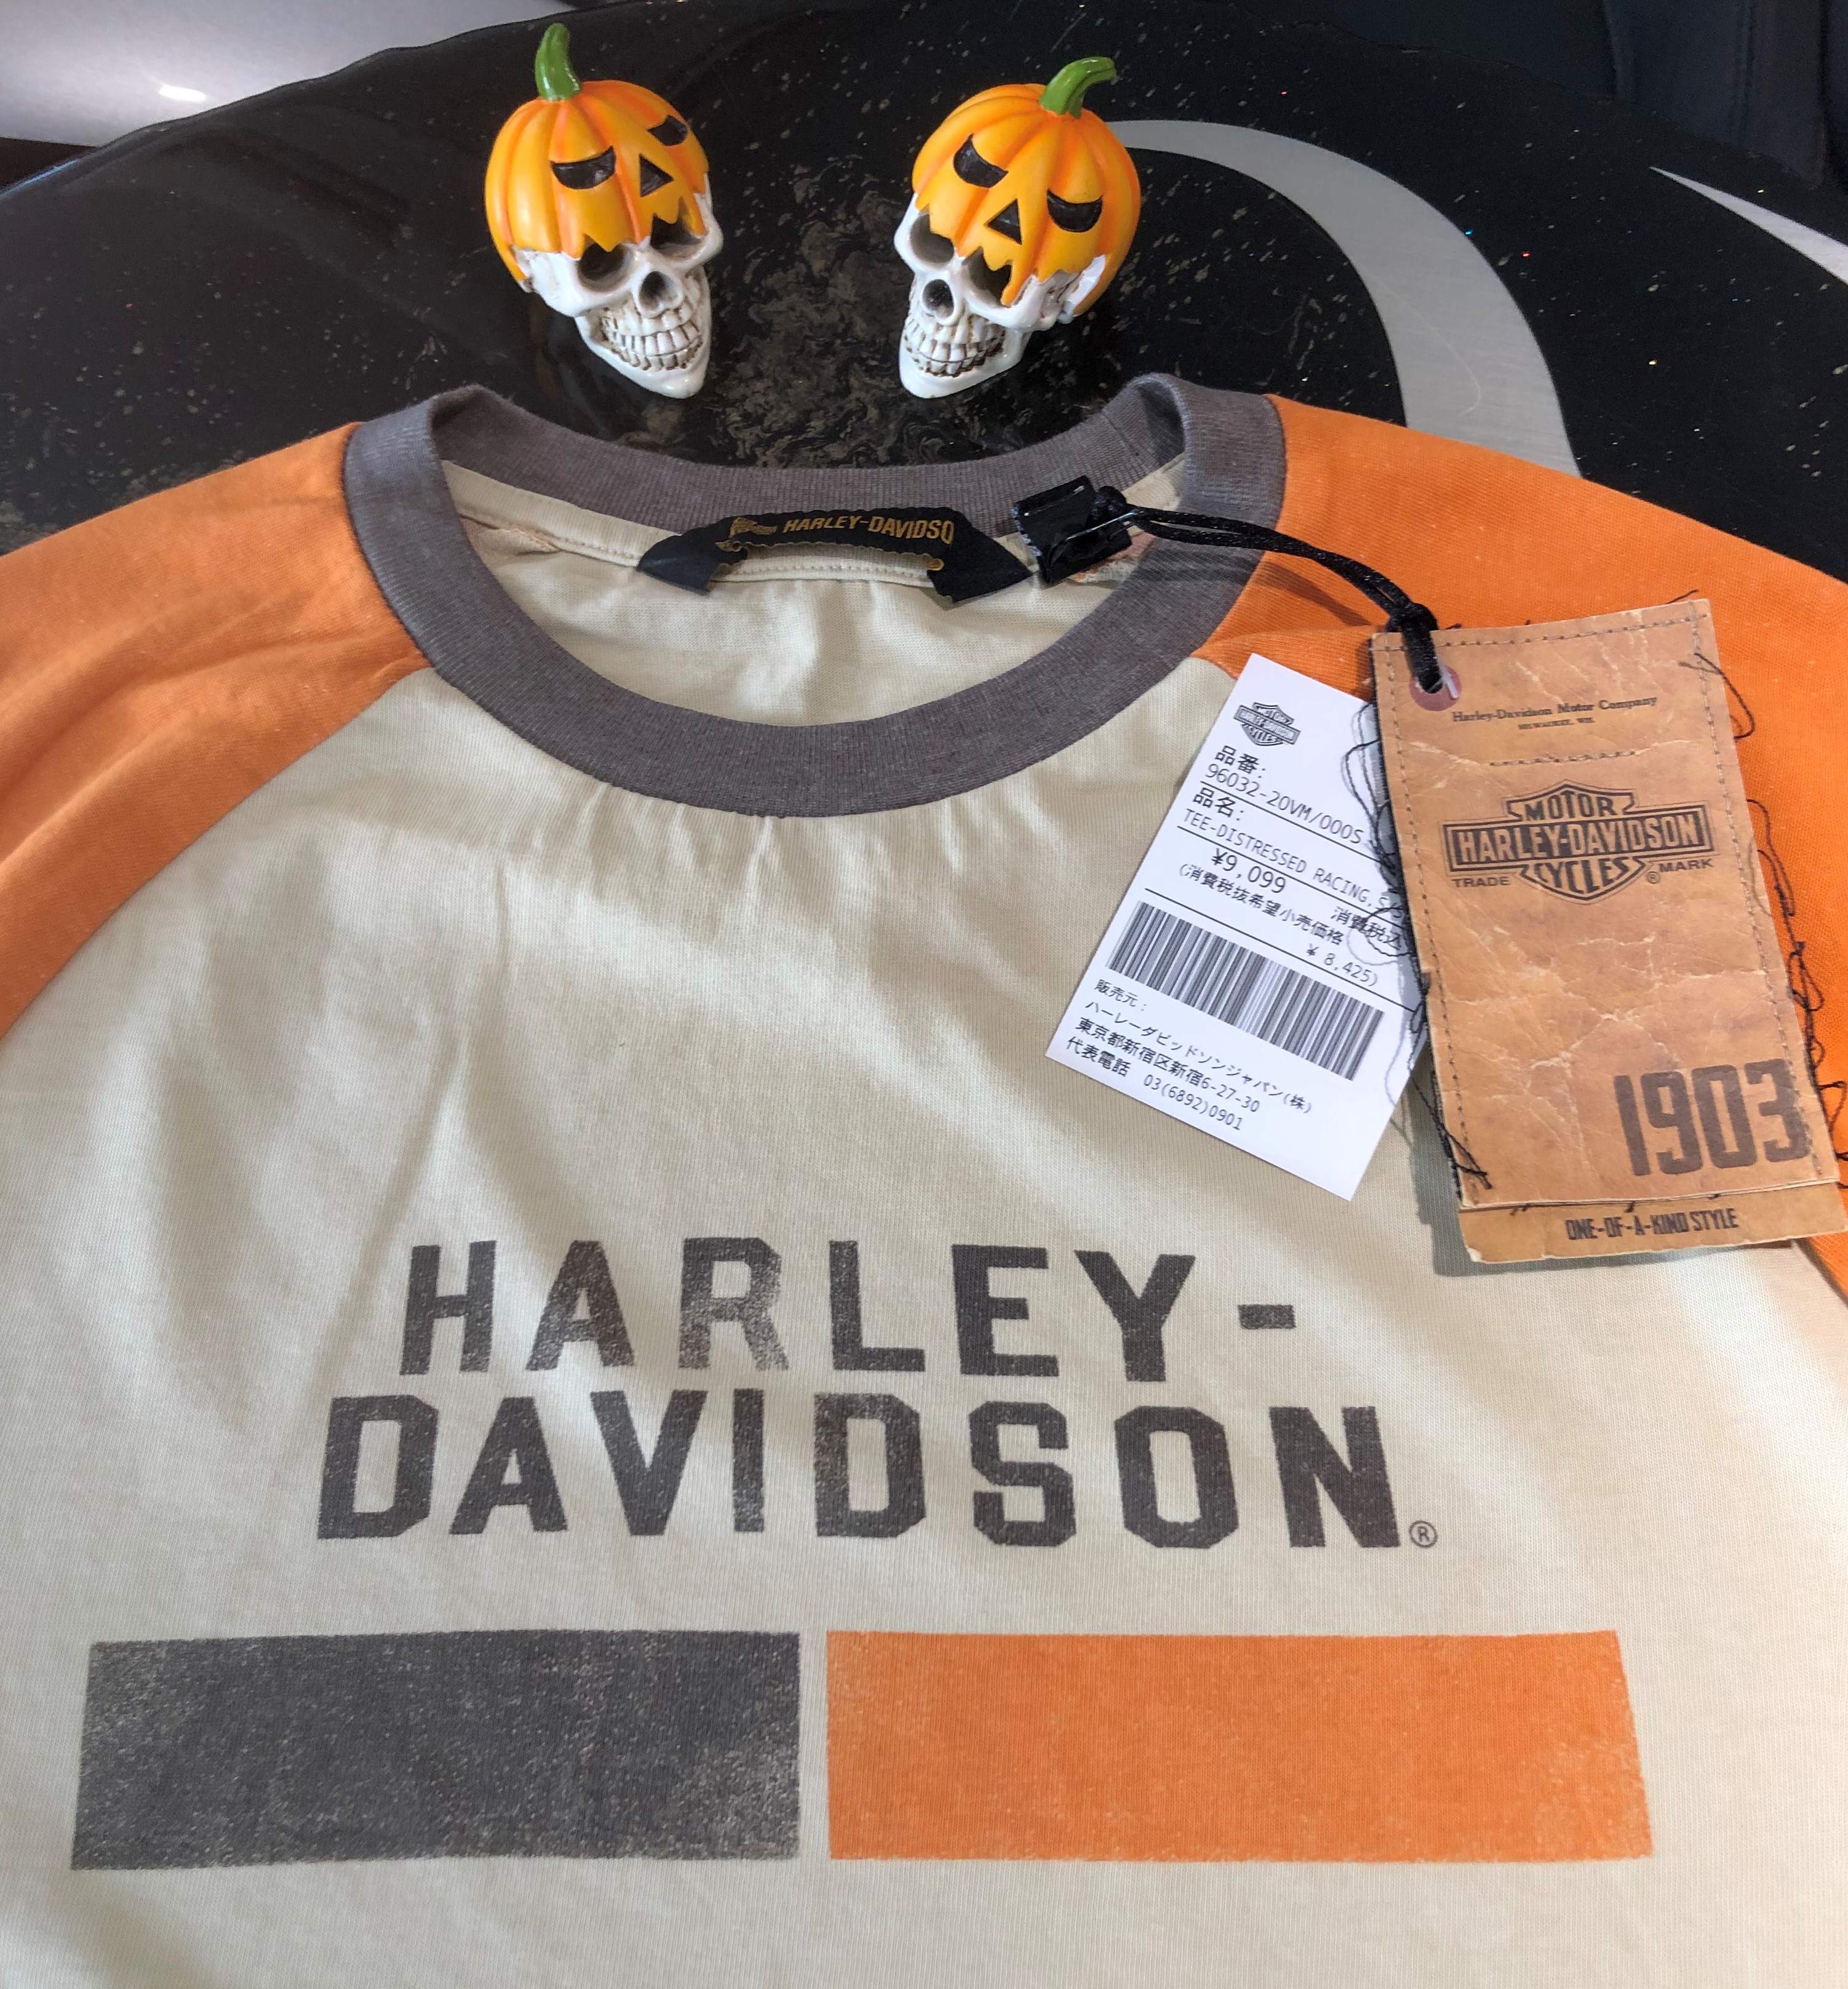 HARLEY-DAVIDSO
品番:
96032-20VM/000S
品名:
TEE-DISTRESSED RACING,S/S
¥9,099
消費税込
(消費税抜希望小売価格
¥ 8,425)
販売元:
ハーレーダビッドソンジャパン(株)
東京都新宿区新宿6-27-30
代表電話 03(6892)0901
Harley-Davidson Motor Company
MILWAUKEE, WIS.
MOTOR
HARLEY-DAVIDSON
CYCLES
TRADE ® MARK
1903
ONE-OF-A-KIND STYLE
HARLEY-
DAVIDSON®